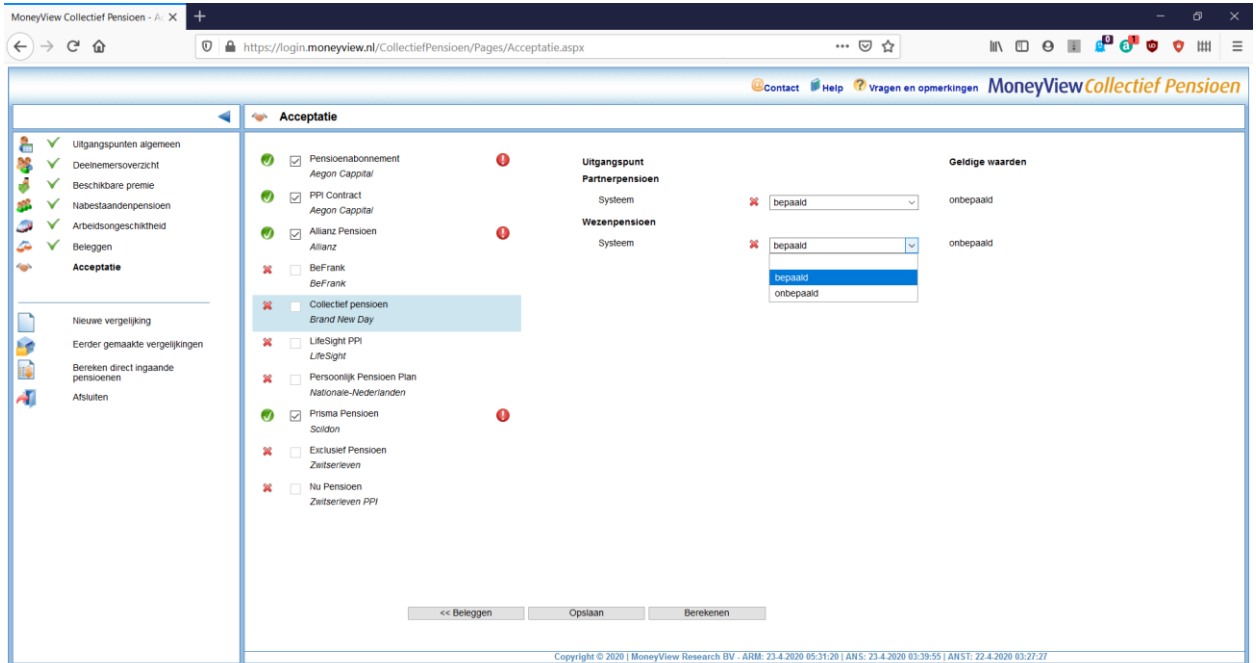 MoneyView Collectief Pensioen - Ac
https://login.moneyview.nl/CollectiefPensioen/Pages/Acceptatie.aspx
Contact Help Vragen en opmerkingen MoneyView Collectief Pensioen
Acceptatie
Uitgangspunten algemeen
Deelnemersoverzicht
Beschikbare premie
Nabestaandenpensioen
Arbeidsongeschiktheid
Beleggen
Acceptatie
Nieuwe vergelijking
Eerder gemaakte vergelijkingen
Bereken direct ingaande
pensioenen
Afsluiten
Pensioenabonnement
Aegon Cappital
PPI Contract
Aegon Cappital
Allianz Pensioen
Allianz
BeFrank
BeFrank
Collectief pensioen
Brand New Day
LifeSight PPI
LifeSight
Persoonlijk Pensioen Plan
Nationale-Nederlanden
Prisma Pensioen
Scildon
Exclusief Pensioen
Zwitserleven
Nu Pensioen
Zwitserleven PPI
Uitgangspunt Geldige waarden
Partnerpensioen
Systeem bepaald onbepaald
Wezenpensioen
Systeem bepaald onbepaald
bepaald
onbepaald
<< Beleggen Opslaan Berekenen
Copyright © 2020 | MoneyView Research BV - ARM: 23-4-2020 05:31:20 | ANS: 23-4-2020 03:39:55 | ANST: 22-4-2020 03:27:27